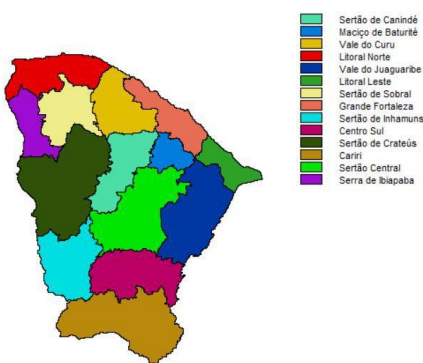 Sertão de Canindé
Maciço de Baturité
Vale do Curu
Litoral Norte
Vale do Juaguaribe
Litoral Leste
Sertão de Sobral
Grande Fortaleza
Sertão de Inhamuns
Centro Sul
Sertão de Crateús
Cariri
Sertão Central
Serra de Ibiapaba